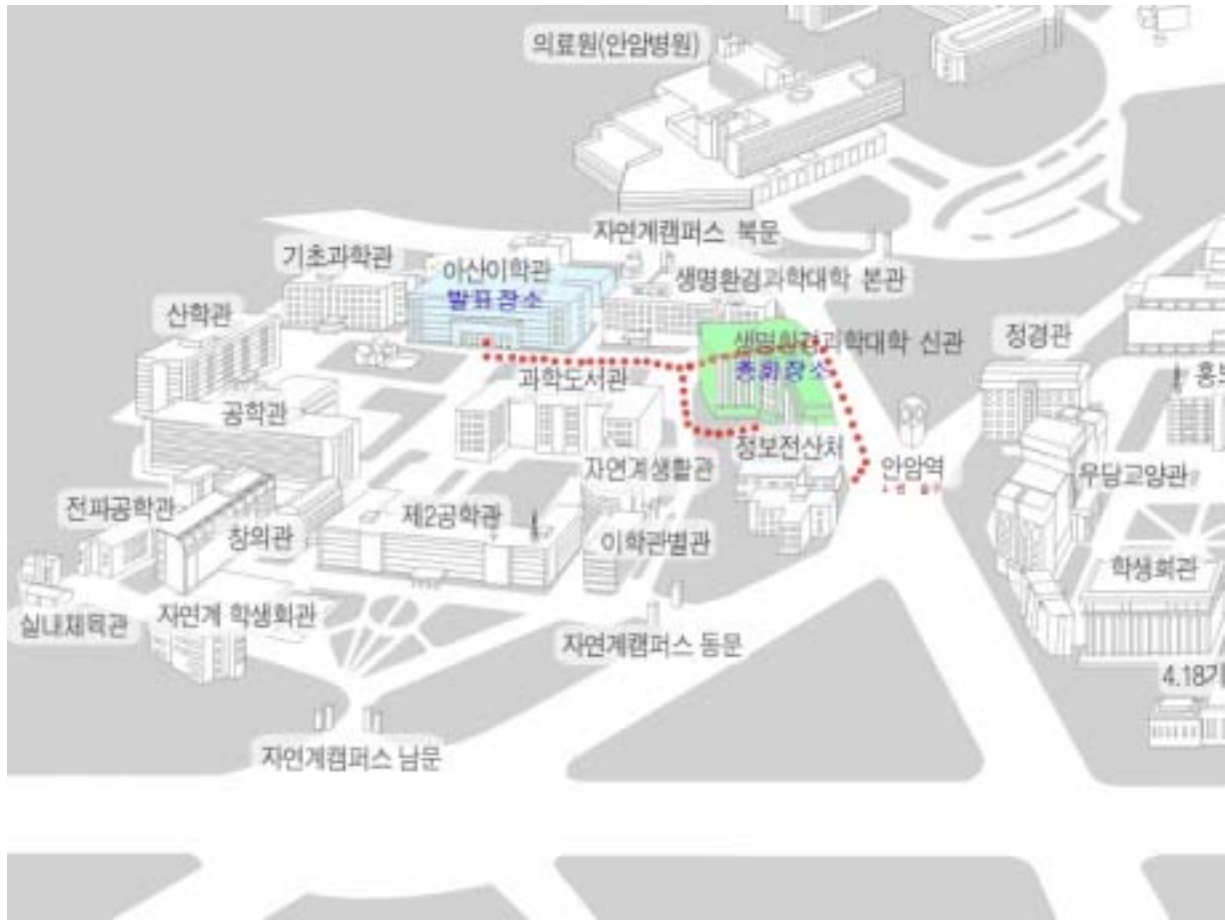 의료원(안암병원)
자연계캠퍼스 북문
기초과학관
아산이학관
발표장소
생명환경과학대학 본관
산학관
생명환경과학대학 신관
총회장소
정경관
과학도서관
공학관
정보전산처
자연계생활관
안암역
우당교양관
전파공학관
창의관
제2공학관
이학관별관
학생회관
실내체육관
자연계 학생회관
자연계캠퍼스 동문
4.18기
자연계캠퍼스 남문